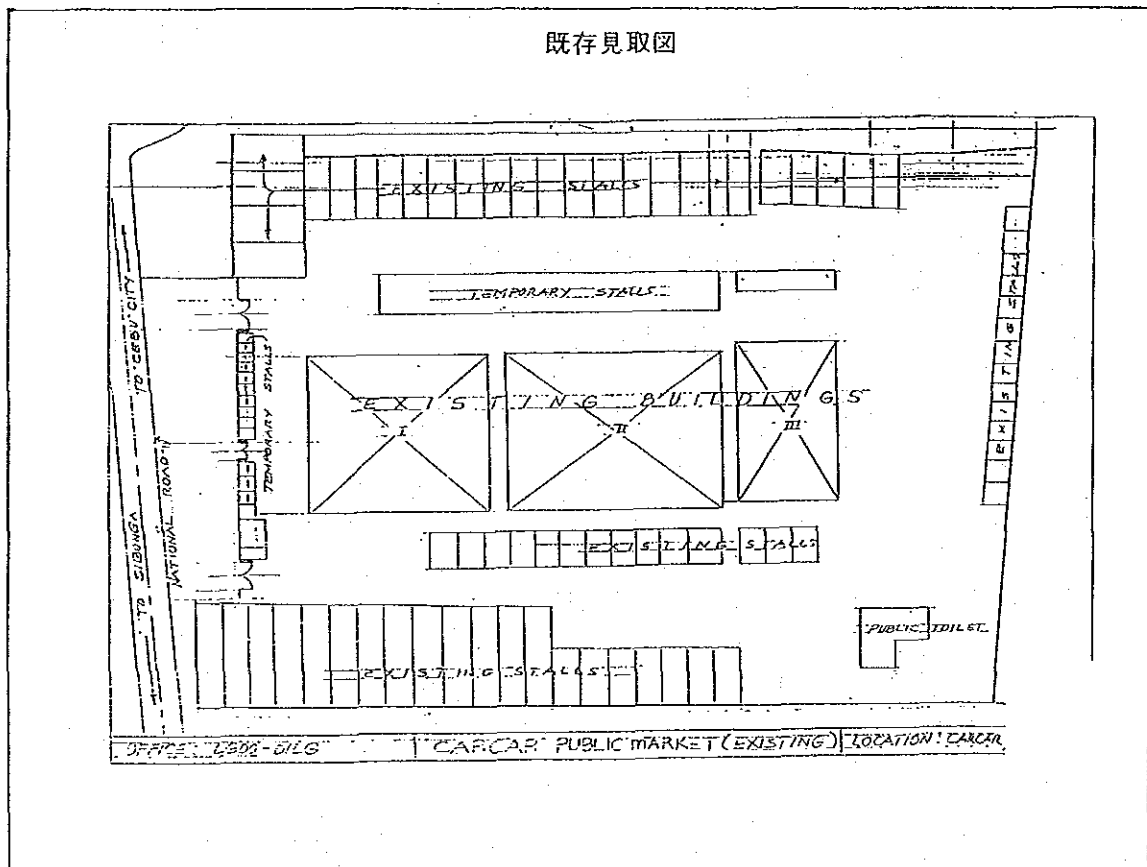 既存見取図
EXISTING STALLS
TEMPORARY STALLS
TO CEBU CITY
TEMPORARY STALLS
EXISTING STALLS
EXISTING BUILDINGS
I
II
III
TO SIBONGA
NATIONAL ROAD
EXISTING STALLS
PUBLIC TOILET
EXISTING STALLS
CARCAR PUBLIC MARKET (EXISTING)
LOCATION: CARCAR